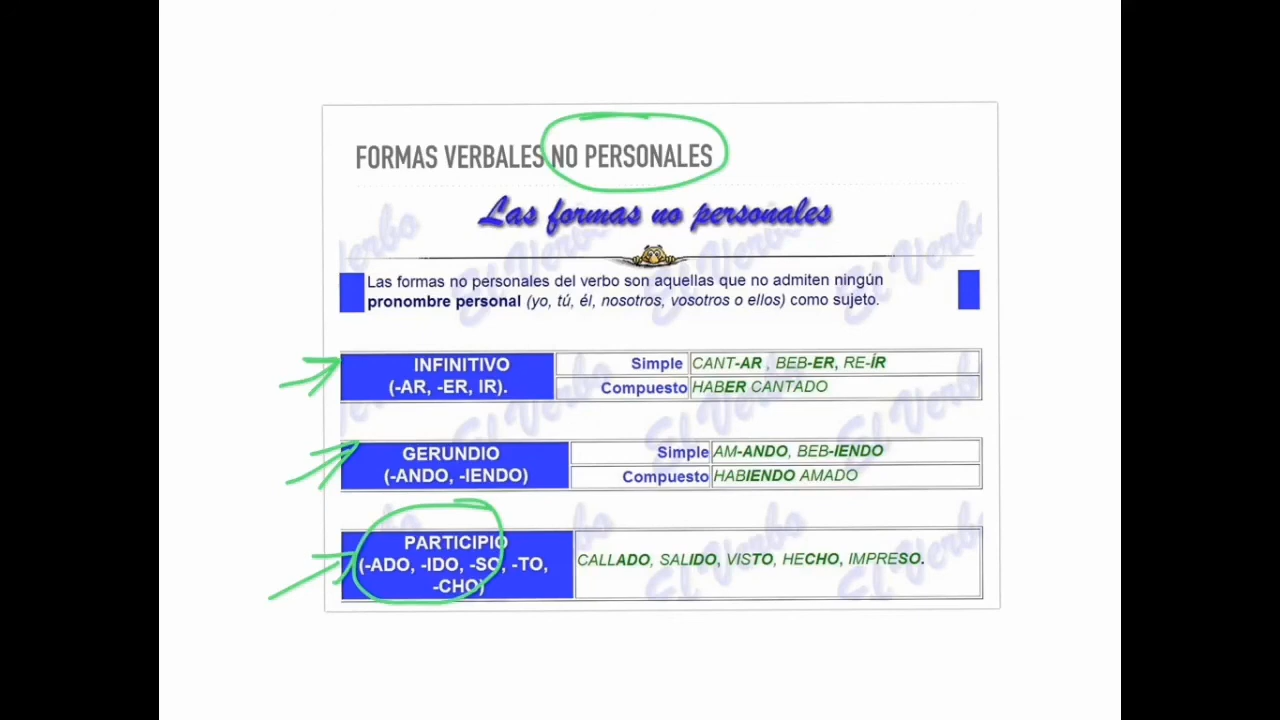 FORMAS VERBALES NO PERSONALES
Las formas no personales
Las formas no personales del verbo son aquellas que no admiten ningún
pronombre personal (yo, tú, él, nosotros, vosotros o ellos) como sujeto.
INFINITIVO
(-AR, -ER, IR).
Simple CANT-AR , BEB-ER, RE-ÍR
Compuesto HABER CANTADO
GERUNDIO
(-ANDO, -IENDO)
Simple AM-ANDO, BEB-IENDO
Compuesto HABIENDO AMADO
PARTICIPIO
(-ADO, -IDO, -SO, -TO,
-CHO)
CALLADO, SALIDO, VISTO, HECHO, IMPRESO.
El Verbo